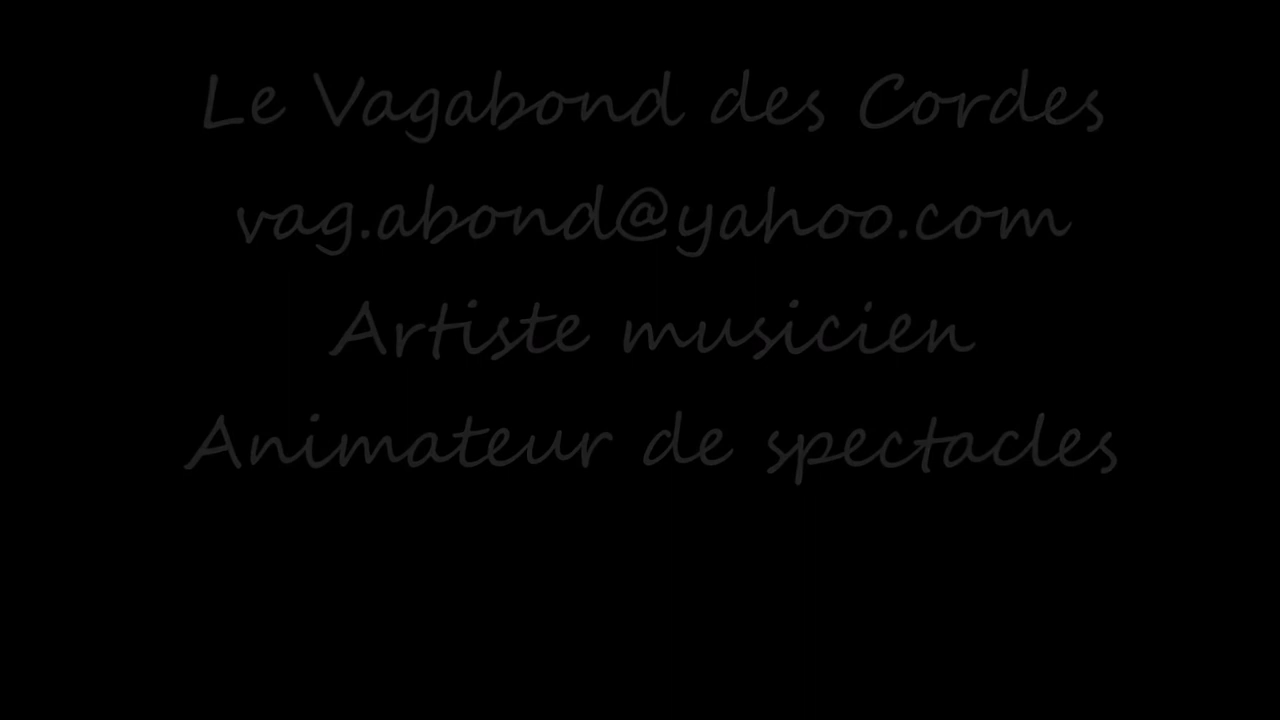 Le Vagabond des Cordes
vag.abond@yahoo.com
Artiste musicien
Animateur de spectacles